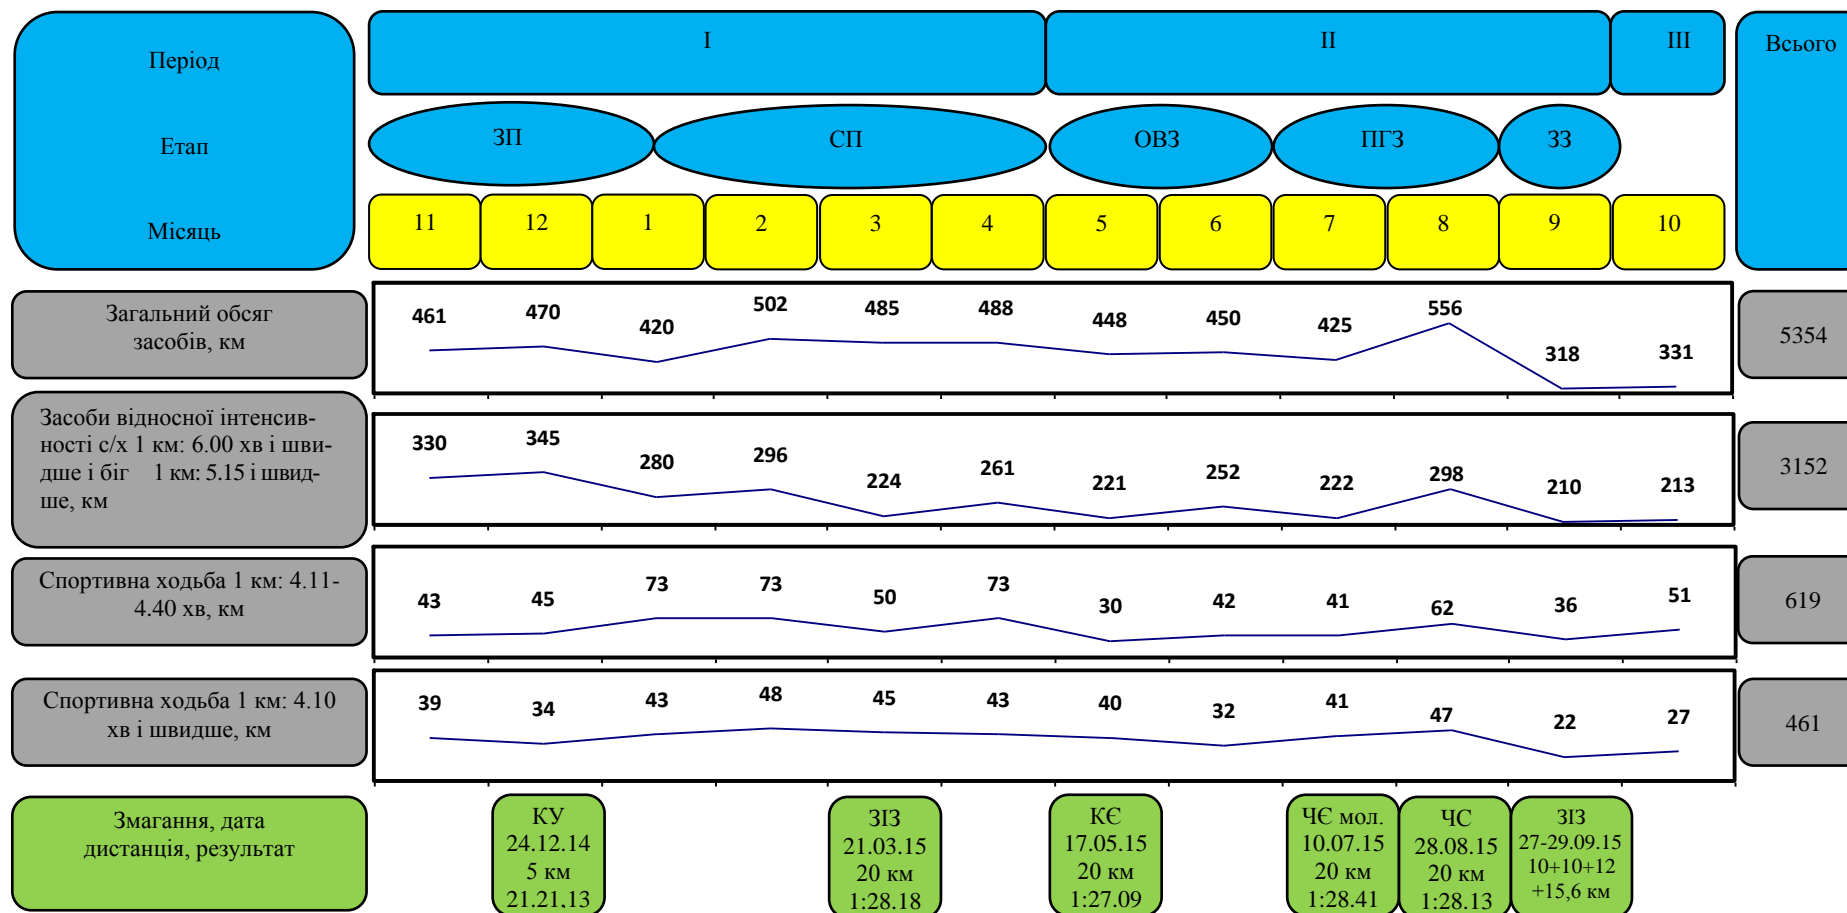 Період
I
II
III
Всього
Етап
ЗП
СП
ОВЗ
ПГЗ
ЗЗ
Місяць
11
12
1
2
3
4
5
6
7
8
9
10
Загальний обсяг
засобів, км
461
470
420
502
485
488
448
450
425
556
318
331
5354
Засоби відносної інтенсив-
ності с/х 1 км: 6.00 хв і шви-
дше і біг 1 км: 5.15 і швид-
ше, км
330
345
280
296
224
261
221
252
222
298
210
213
3152
Спортивна ходьба 1 км: 4.11-
4.40 хв, км
43
45
73
73
50
73
30
42
41
62
36
51
619
Спортивна ходьба 1 км: 4.10
хв і швидше, км
39
34
43
48
45
43
40
32
41
47
22
27
461
Змагання, дата
дистанція, результат
КУ
24.12.14
5 км
21.21,13
ЗІЗ
21.03.15
20 км
1:28.18
КЄ
17.05.15
20 км
1:27.09
ЧЄ мол.
10.07.15
20 км
1:28.41
ЧС
28.08.15
20 км
1:28.13
ЗІЗ
27-29.09.15
10+10+12
+15,6 км